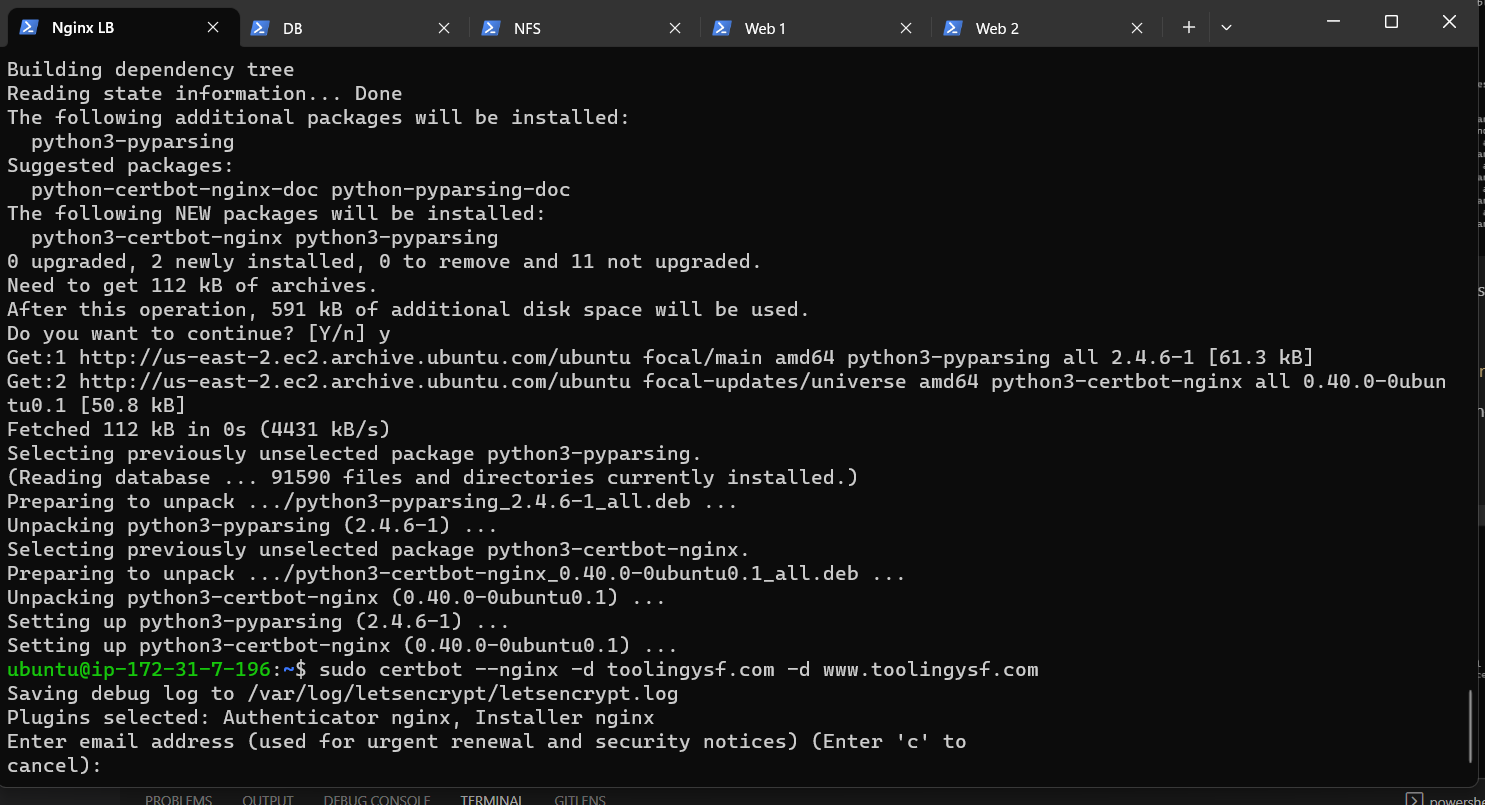 Nginx LB
DB
NFS
Web 1
Web 2
Building dependency tree
Reading state information... Done
The following additional packages will be installed:
  python3-pyparsing
Suggested packages:
  python-certbot-nginx-doc python-pyparsing-doc
The following NEW packages will be installed:
  python3-certbot-nginx python3-pyparsing
0 upgraded, 2 newly installed, 0 to remove and 11 not upgraded.
Need to get 112 kB of archives.
After this operation, 591 kB of additional disk space will be used.
Do you want to continue? [Y/n] y
Get:1 http://us-east-2.ec2.archive.ubuntu.com/ubuntu focal/main amd64 python3-pyparsing all 2.4.6-1 [61.3 kB]
Get:2 http://us-east-2.ec2.archive.ubuntu.com/ubuntu focal-updates/universe amd64 python3-certbot-nginx all 0.40.0-0ubun
tu0.1 [50.8 kB]
Fetched 112 kB in 0s (4431 kB/s)
Selecting previously unselected package python3-pyparsing.
(Reading database ... 91590 files and directories currently installed.)
Preparing to unpack .../python3-pyparsing_2.4.6-1_all.deb ...
Unpacking python3-pyparsing (2.4.6-1) ...
Selecting previously unselected package python3-certbot-nginx.
Preparing to unpack .../python3-certbot-nginx_0.40.0-0ubuntu0.1_all.deb ...
Unpacking python3-certbot-nginx (0.40.0-0ubuntu0.1) ...
Setting up python3-pyparsing (2.4.6-1) ...
Setting up python3-certbot-nginx (0.40.0-0ubuntu0.1) ...
ubuntu@ip-172-31-7-196:~$ sudo certbot --nginx -d toolingysf.com -d www.toolingysf.com
Saving debug log to /var/log/letsencrypt/letsencrypt.log
Plugins selected: Authenticator nginx, Installer nginx
Enter email address (used for urgent renewal and security notices) (Enter 'c' to
cancel):
PROBLEMS OUTPUT DEBUG CONSOLE TERMINAL GITLENS